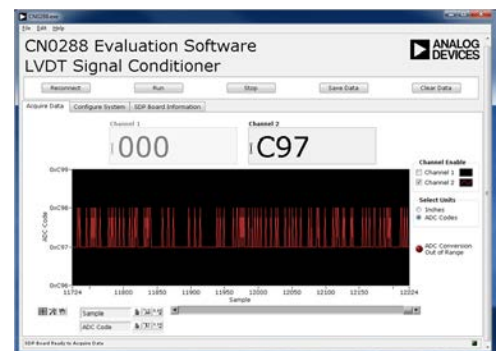 CN0288.exe
File Edit Help
CN0288 Evaluation Software
LVDT Signal Conditioner
ANALOG DEVICES
Reconnect Run Stop Save Data Clear Data
Acquire Data Configure System SDP Board Information
Channel 1 Channel 2
000 C97
Channel Enable
Channel 1
Channel 2
Select Units
Inches
ADC Codes
ADC Conversion
Out of Range
ADC Code
0xC99
0xC98
0xC97
0xC96
11724 11800 11850 11900 11950 12000 12050 12100 12150 12224
Sample
Sample
ADC Code
SDP Board Ready to Acquire Data